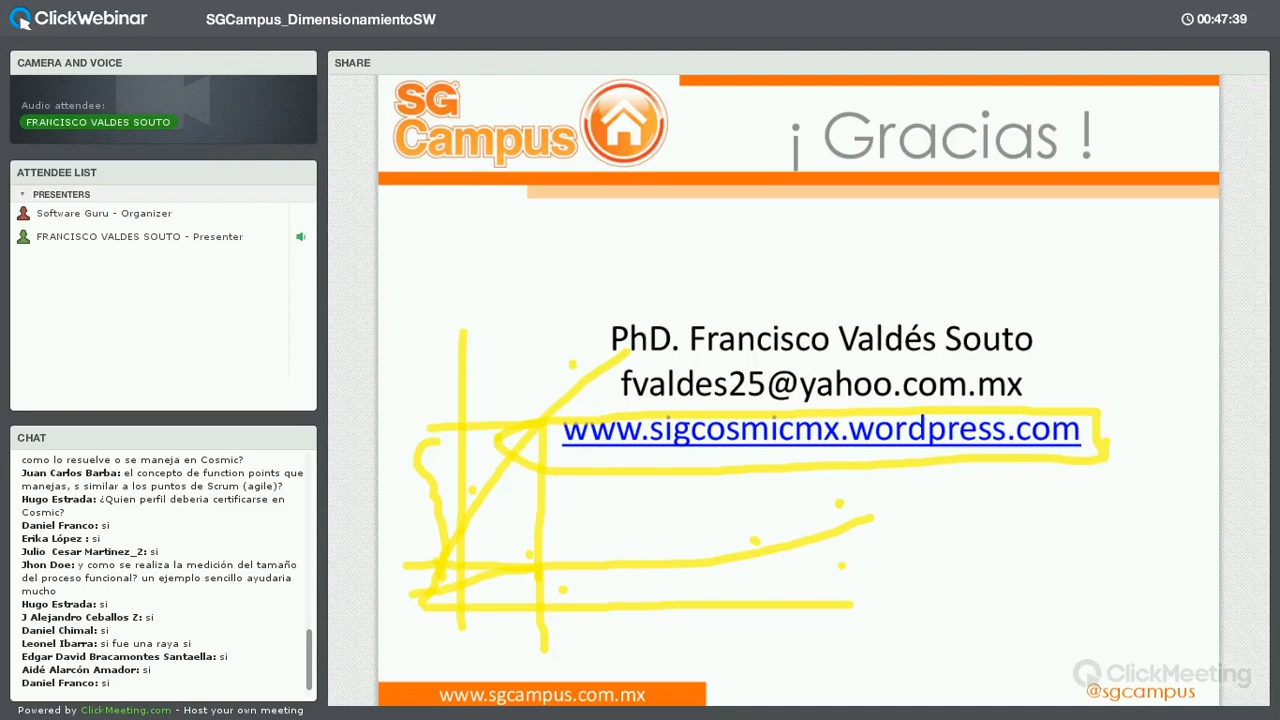 ClickWebinar
SGCampus_DimensionamientoSW
00:47:39
CAMERA AND VOICE
Audio attendee:
FRANCISCO VALDES SOUTO
ATTENDEE LIST
PRESENTERS
Software Guru - Organizer
FRANCISCO VALDES SOUTO - Presenter
CHAT
como lo resuelve o se maneja en Cosmic?
Juan Carlos Barba: el concepto de function points que
manejas, s similar a los puntos de Scrum (agile)?
Hugo Estrada: ¿Quien perfil deberia certificarse en
Cosmic?
Daniel Franco: si
Erika López : si
Julio Cesar Martinez_2: si
Jhon Doe: y como se realiza la medición del tamaño
del proceso funcional? un ejemplo sencillo ayudaria
mucho
Hugo Estrada: si
J Alejandro Ceballos Z: si
Daniel Chimal: si
Leonel Ibarra: si fue una raya si
Edgar David Bracamontes Santaella: si
Aidé Alarcón Amador: si
Daniel Franco: si
Powered by ClickMeeting.com - Host your own meeting
SHARE
SG
Campus
¡ Gracias !
PhD. Francisco Valdés Souto
fvaldes25@yahoo.com.mx
www.sigcosmicmx.wordpress.com
www.sgcampus.com.mx
ClickMeeting
@sgcampus